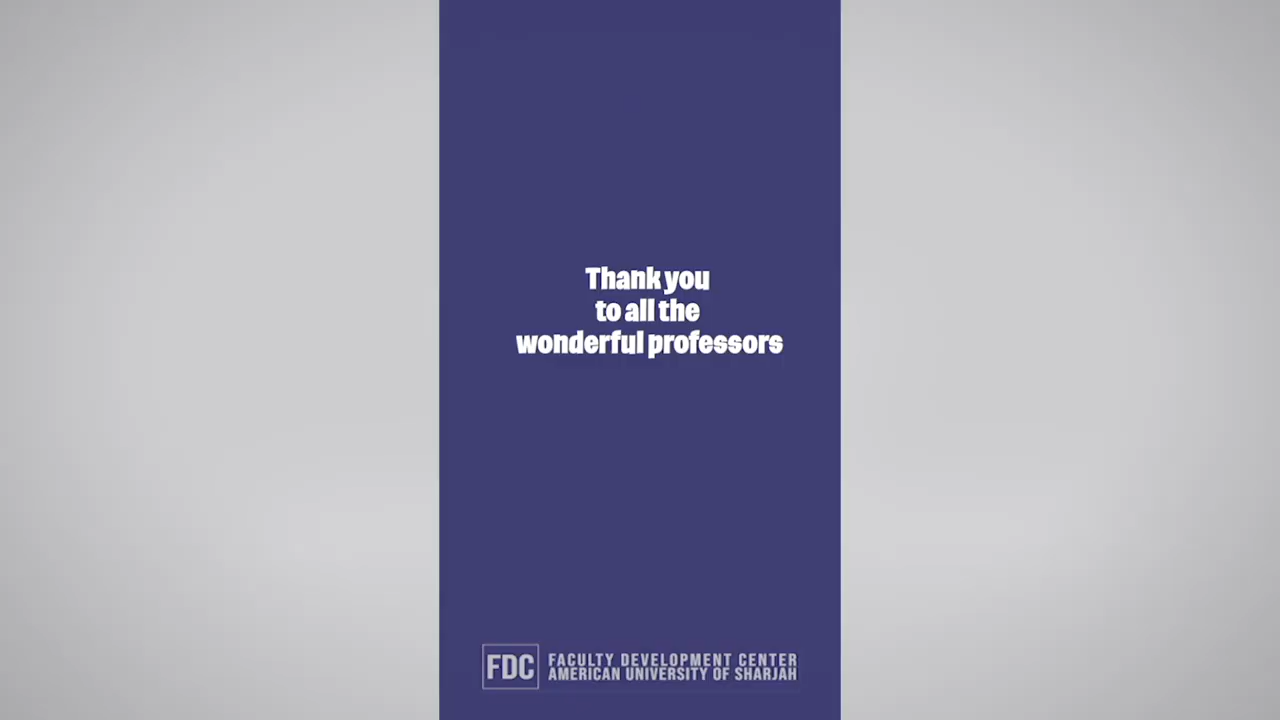 Thank you
to all the
wonderful professors
FDC
FACULTY DEVELOPMENT CENTER
AMERICAN UNIVERSITY OF SHARJAH